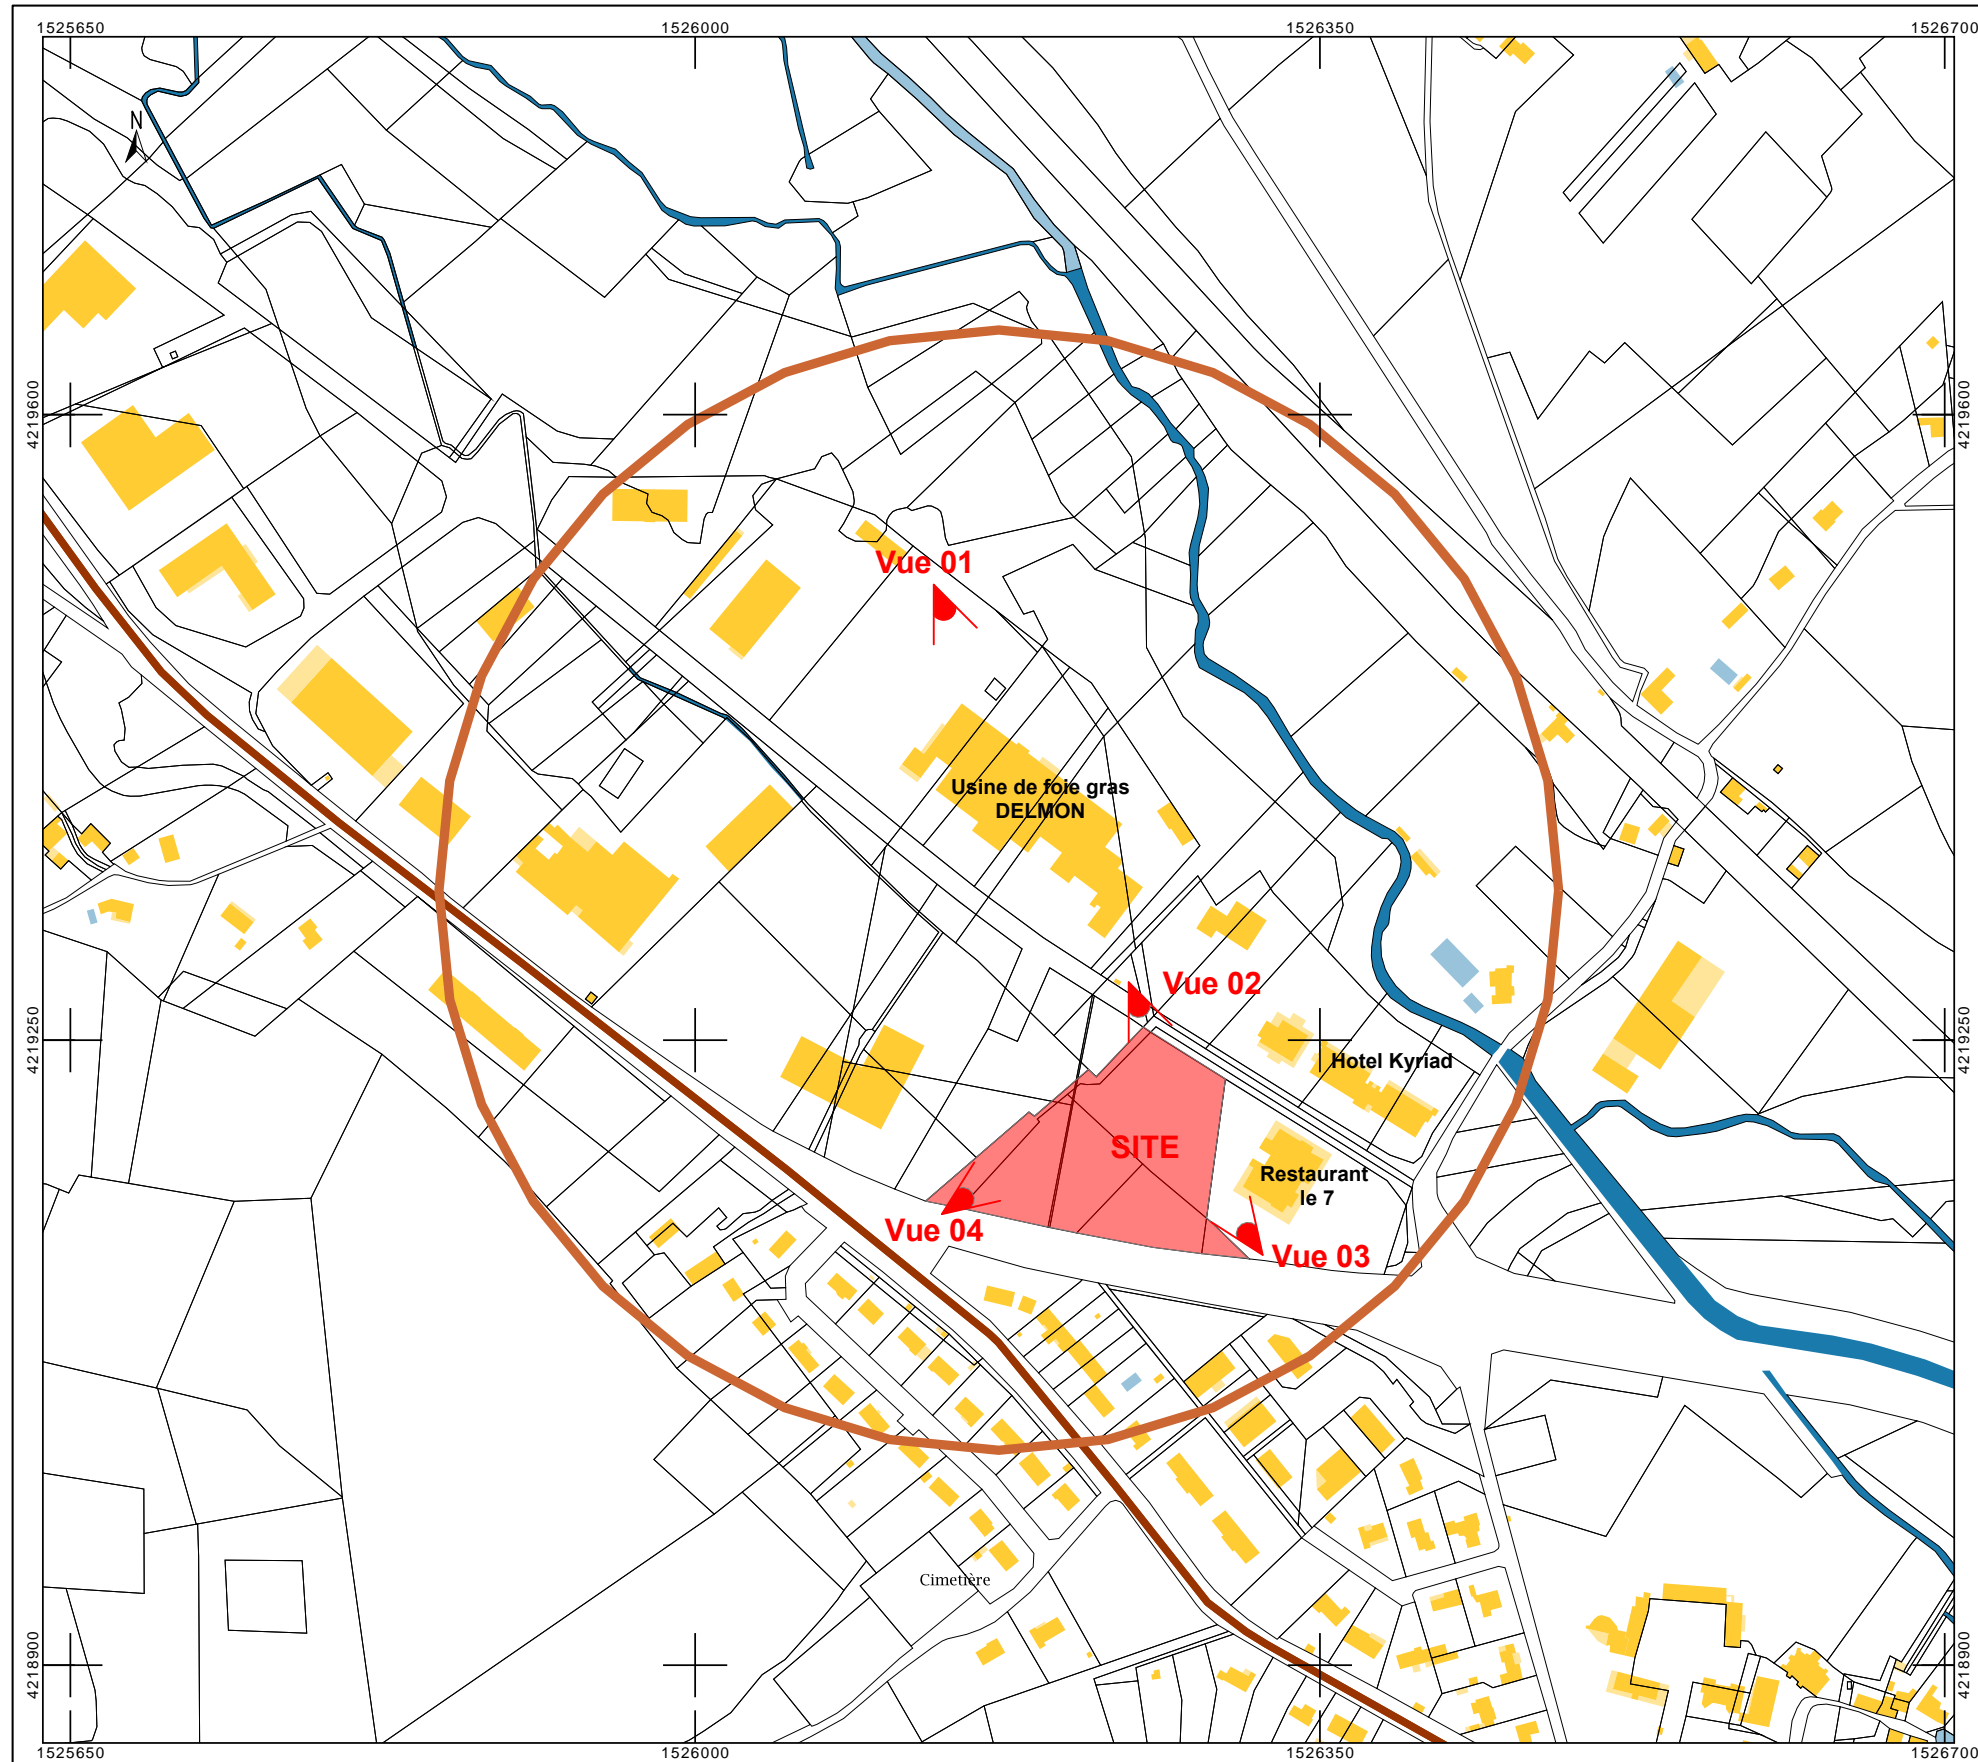 1525650 1526000 1526350 1526700
N
4219600 4219600
Vue 01
Usine de foie gras
DELMON
Vue 02
4219250 4219250
Hotel Kyriad
SITE
Restaurant
le 7
Vue 04
Vue 03
Cimetière
4218900 4218900
1525650 1526000 1526350 1526700